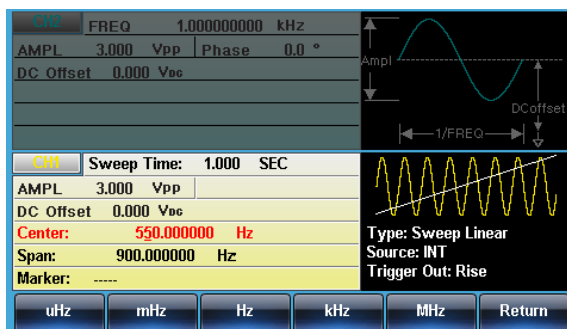 CH2 FREQ 1.000000000 kHz
AMPL 3.000 Vpp Phase 0.0 °
DC Offset 0.000 VDC
Ampl
DCoffset
1/FREQ
CH1 Sweep Time: 1.000 SEC
AMPL 3.000 Vpp
DC Offset 0.000 VDC
Center: 550.000000 Hz
Span: 900.000000 Hz
Marker: -----
Type: Sweep Linear
Source: INT
Trigger Out: Rise
uHz mHz Hz kHz MHz Return